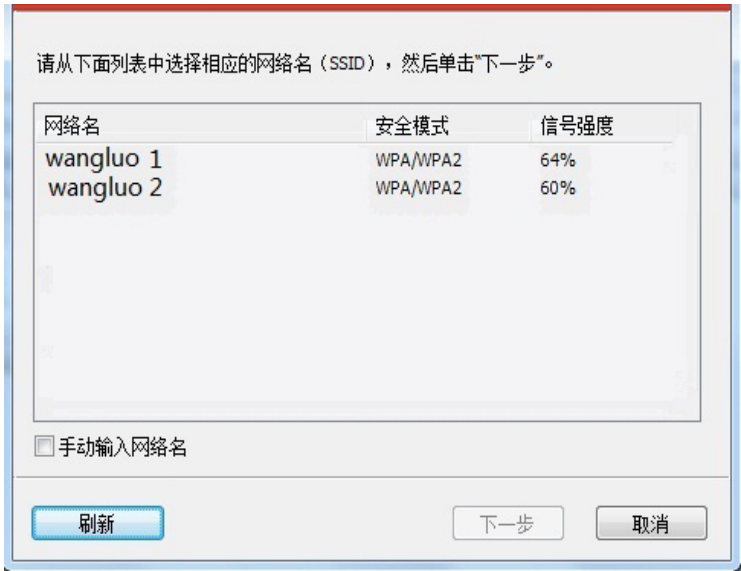 请从下面列表中选择相应的网络名（SSID），然后单击"下一步"。
网络名 安全模式 信号强度
wangluo 1 WPA/WPA2 64%
wangluo 2 WPA/WPA2 60%
手动输入网络名
刷新 下一步 取消